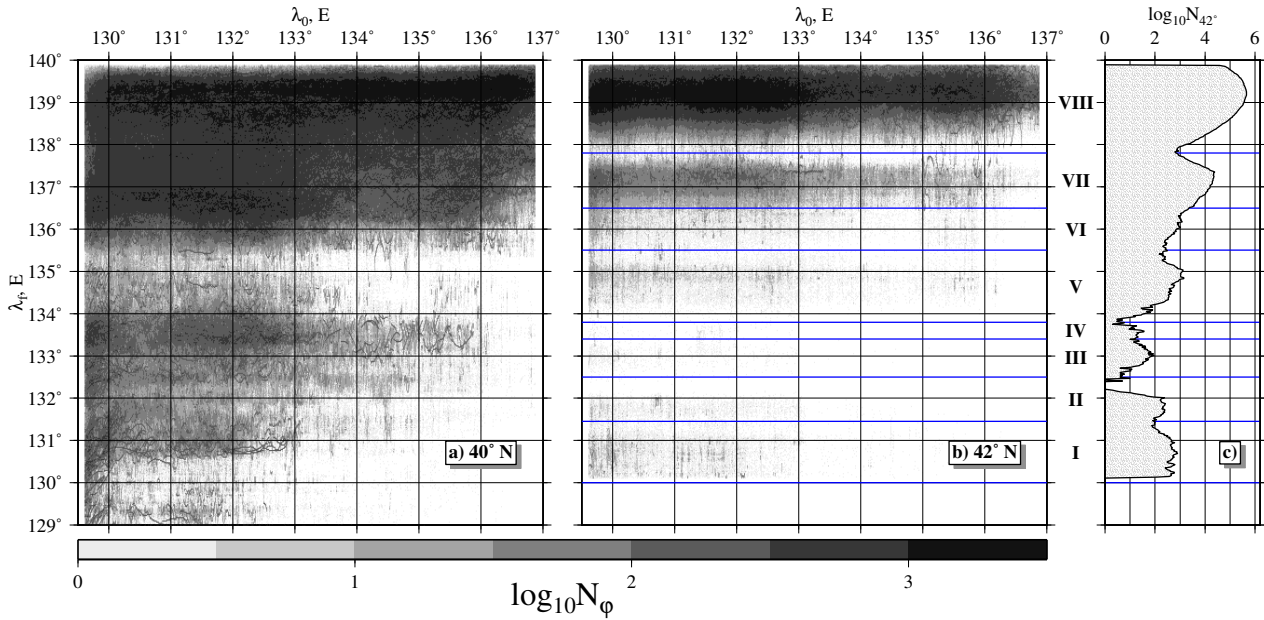 λ₀, E
λ₀, E
log₁₀N₄₂°
130° 131° 132° 133° 134° 135° 136° 137°
130° 131° 132° 133° 134° 135° 136° 137°
0 2 4 6
140°
139°
138°
137°
136°
135°
134°
133°
132°
131°
130°
129°
λf, E
VIII
VII
VI
V
IV
III
II
I
a) 40° N
b) 42° N
c)
0 1 2 3
log₁₀Nφ